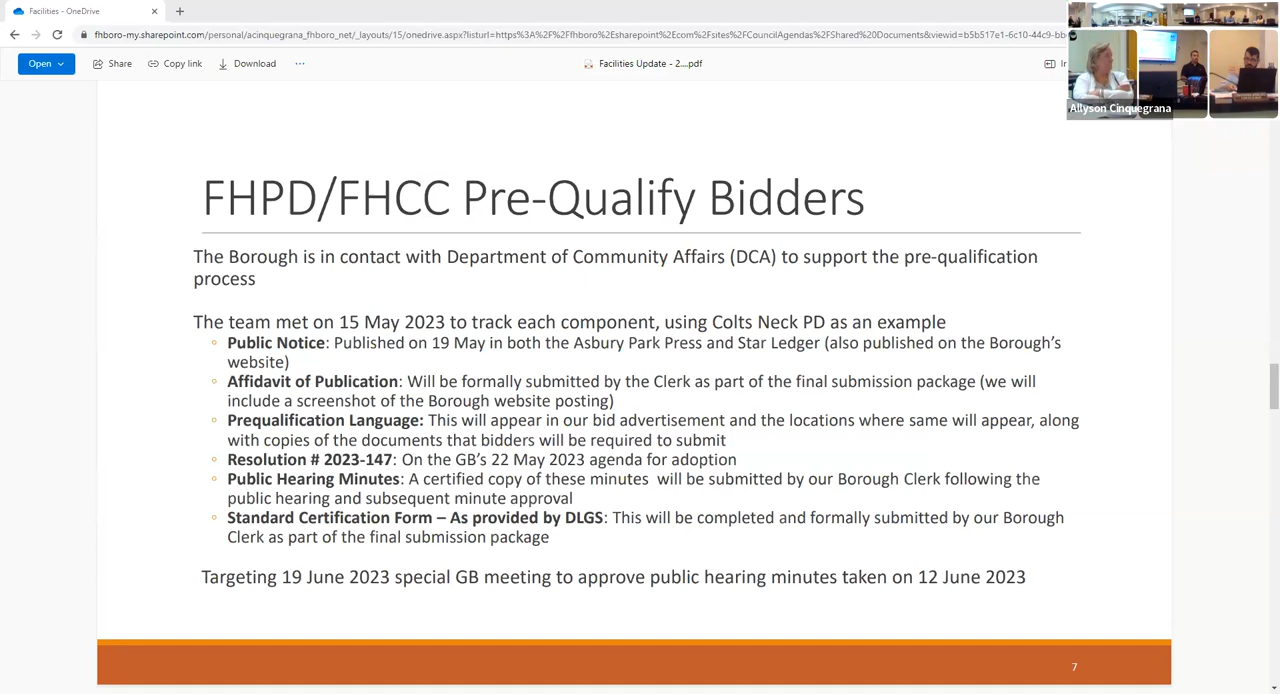 Facilities - OneDrive
fhboro-my.sharepoint.com/personal/acinquegrana_fhboro_net/_layouts/15/onedrive.aspx?listurl=https%3A%2F%2Ffhboro%2Esharepoint%2Ecom%2Fsites%2FCouncilAgendas%2FShared%20Documents&viewid=b5b517e1-6c10-44c9-bb
Open
Share
Copy link
Download
Facilities Update - 2....pdf
Allyson Cinquegrana
FHPD/FHCC Pre-Qualify Bidders
The Borough is in contact with Department of Community Affairs (DCA) to support the pre-qualification
process
The team met on 15 May 2023 to track each component, using Colts Neck PD as an example
Public Notice: Published on 19 May in both the Asbury Park Press and Star Ledger (also published on the Borough's
website)
Affidavit of Publication: Will be formally submitted by the Clerk as part of the final submission package (we will
include a screenshot of the Borough website posting)
Prequalification Language: This will appear in our bid advertisement and the locations where same will appear, along
with copies of the documents that bidders will be required to submit
Resolution # 2023-147: On the GB's 22 May 2023 agenda for adoption
Public Hearing Minutes: A certified copy of these minutes will be submitted by our Borough Clerk following the
public hearing and subsequent minute approval
Standard Certification Form – As provided by DLGS: This will be completed and formally submitted by our Borough
Clerk as part of the final submission package
Targeting 19 June 2023 special GB meeting to approve public hearing minutes taken on 12 June 2023
7